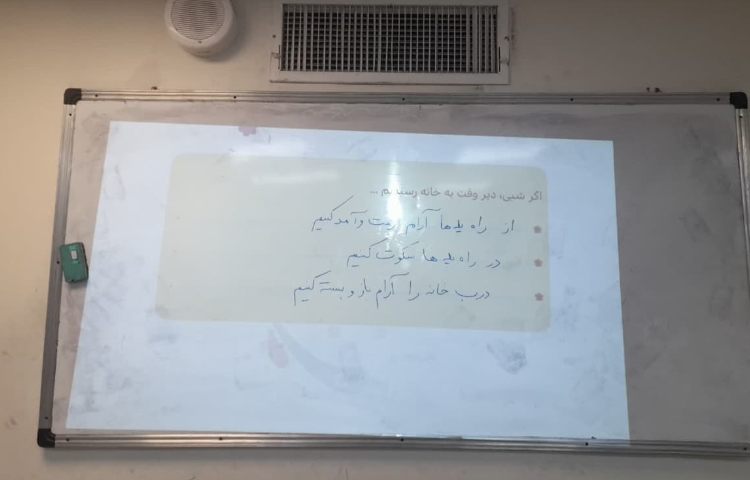 اگر شبی، دیر وقت به خانه رسیدیم ...
از راه پله ها آرام رفت و آمد کنیم
در راه پله ها سکوت کنیم
درب خانه را آرام باز و بسته کنیم